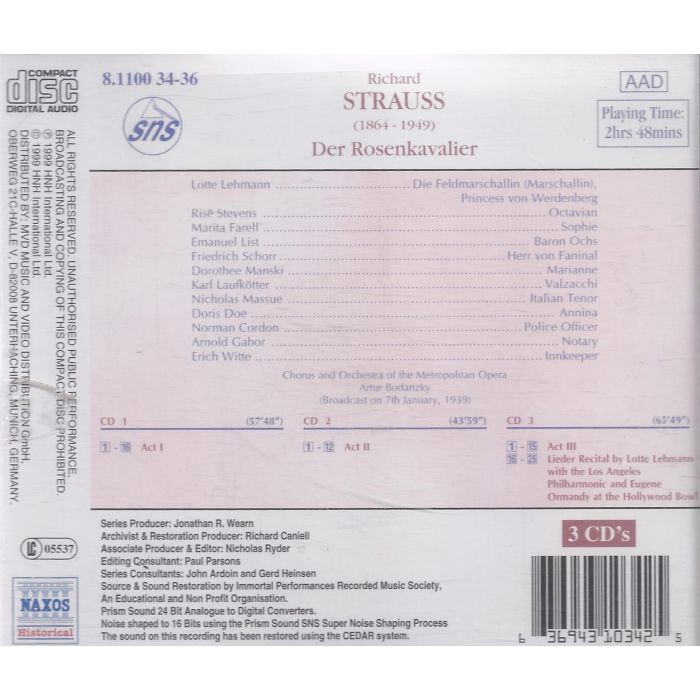 COMPACT
disc
DIGITAL AUDIO
8.1100 34-36
sns
Richard
STRAUSS
(1864 - 1949)
Der Rosenkavalier
AAD
Playing Time:
2hrs 48mins
Lotte Lehmann ........ Die Feldmarschallin (Marschallin),
Princess von Werdenberg
Risë Stevens ........ Octavian
Marita Farell ........ Sophie
Emanuel List ........ Baron Ochs
Friedrich Schorr ........ Herr von Faninal
Dorothee Manski ........ Marianne
Karl Laufkötter ........ Valzacchi
Nicholas Massue ........ Italian Tenor
Doris Doe ........ Annina
Norman Cordon ........ Police Officer
Arnold Gabor ........ Notary
Erich Witte ........ Innkeeper
Chorus and Orchestra of the Metropolitan Opera
Artur Bodanzky
(Broadcast on 7th January, 1939)
CD 1 (57'48")
1 - 16 Act I
CD 2 (43'59")
1 - 12 Act II
CD 3 (65'49")
1 - 15 Act III
16 - 26 Lieder Recital by Lotte Lehmann
with the Los Angeles
Philharmonic and Eugene
Ormandy at the Hollywood Bowl
Series Producer: Jonathan R. Wearn
Archivist & Restoration Producer: Richard Caniell
Associate Producer & Editor: Nicholas Ryder
Editing Consultant: Paul Parsons
Series Consultants: John Ardoin and Gerd Heinsen
Source & Sound Restoration by Immortal Performances Recorded Music Society,
An Educational and Non Profit Organisation.
Prism Sound 24 Bit Analogue to Digital Converters.
Noise shaped to 16 Bits using the Prism Sound SNS Super Noise Shaping Process
The sound on this recording has been restored using the CEDAR system.
3 CD's
6 36943 10342 5
ALL RIGHTS RESERVED. UNAUTHORISED PUBLIC PERFORMANCE,
BROADCASTING AND COPYING OF THIS COMPACT DISC PROHIBITED.
℗ 1999 HNH International Ltd.
© 1999 HNH International Ltd.
DISTRIBUTED BY: MVD MUSIC AND VIDEO DISTRIBUTION GmbH,
OBERWEG 21C-HALLE V, D-82008 UNTERHACHING, MUNICH, GERMANY.
LC 05537
NAXOS
Historical